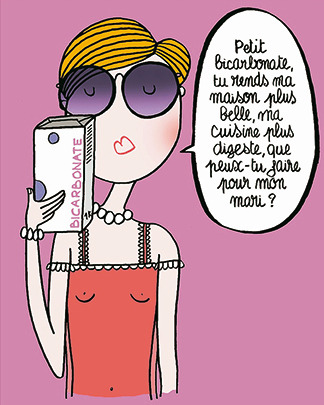 Petit
bicarbonate,
tu rends ma
maison plus
Belle, ma
cuisine plus
digeste, que
peux-tu faire
pour mon
mari ?
BICARBONATE